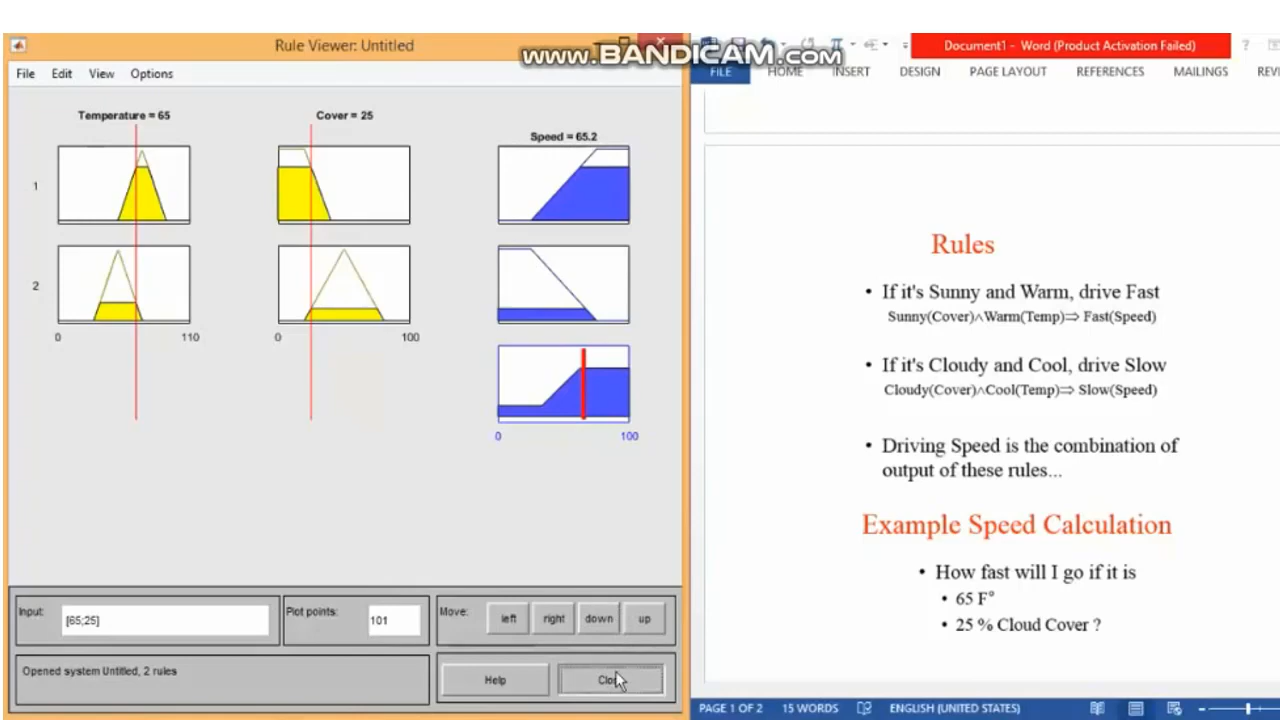 Rule Viewer: Untitled
www.BANDICAM.com
Document1 - Word (Product Activation Failed)
?
File Edit View Options
FILE HOME INSERT DESIGN PAGE LAYOUT REFERENCES MAILINGS REVI
Temperature = 65
Cover = 25
Speed = 65.2
1
2
0 110
0 100
0 100
Rules
• If it's Sunny and Warm, drive Fast
Sunny(Cover)∧Warm(Temp)⇒ Fast(Speed)
• If it's Cloudy and Cool, drive Slow
Cloudy(Cover)∧Cool(Temp)⇒ Slow(Speed)
• Driving Speed is the combination of
output of these rules...
Example Speed Calculation
• How fast will I go if it is
• 65 F°
• 25 % Cloud Cover ?
Input: [65;25]
Plot points: 101
Move: left right down up
Opened system Untitled, 2 rules
Help
PAGE 1 OF 2 15 WORDS ENGLISH (UNITED STATES)